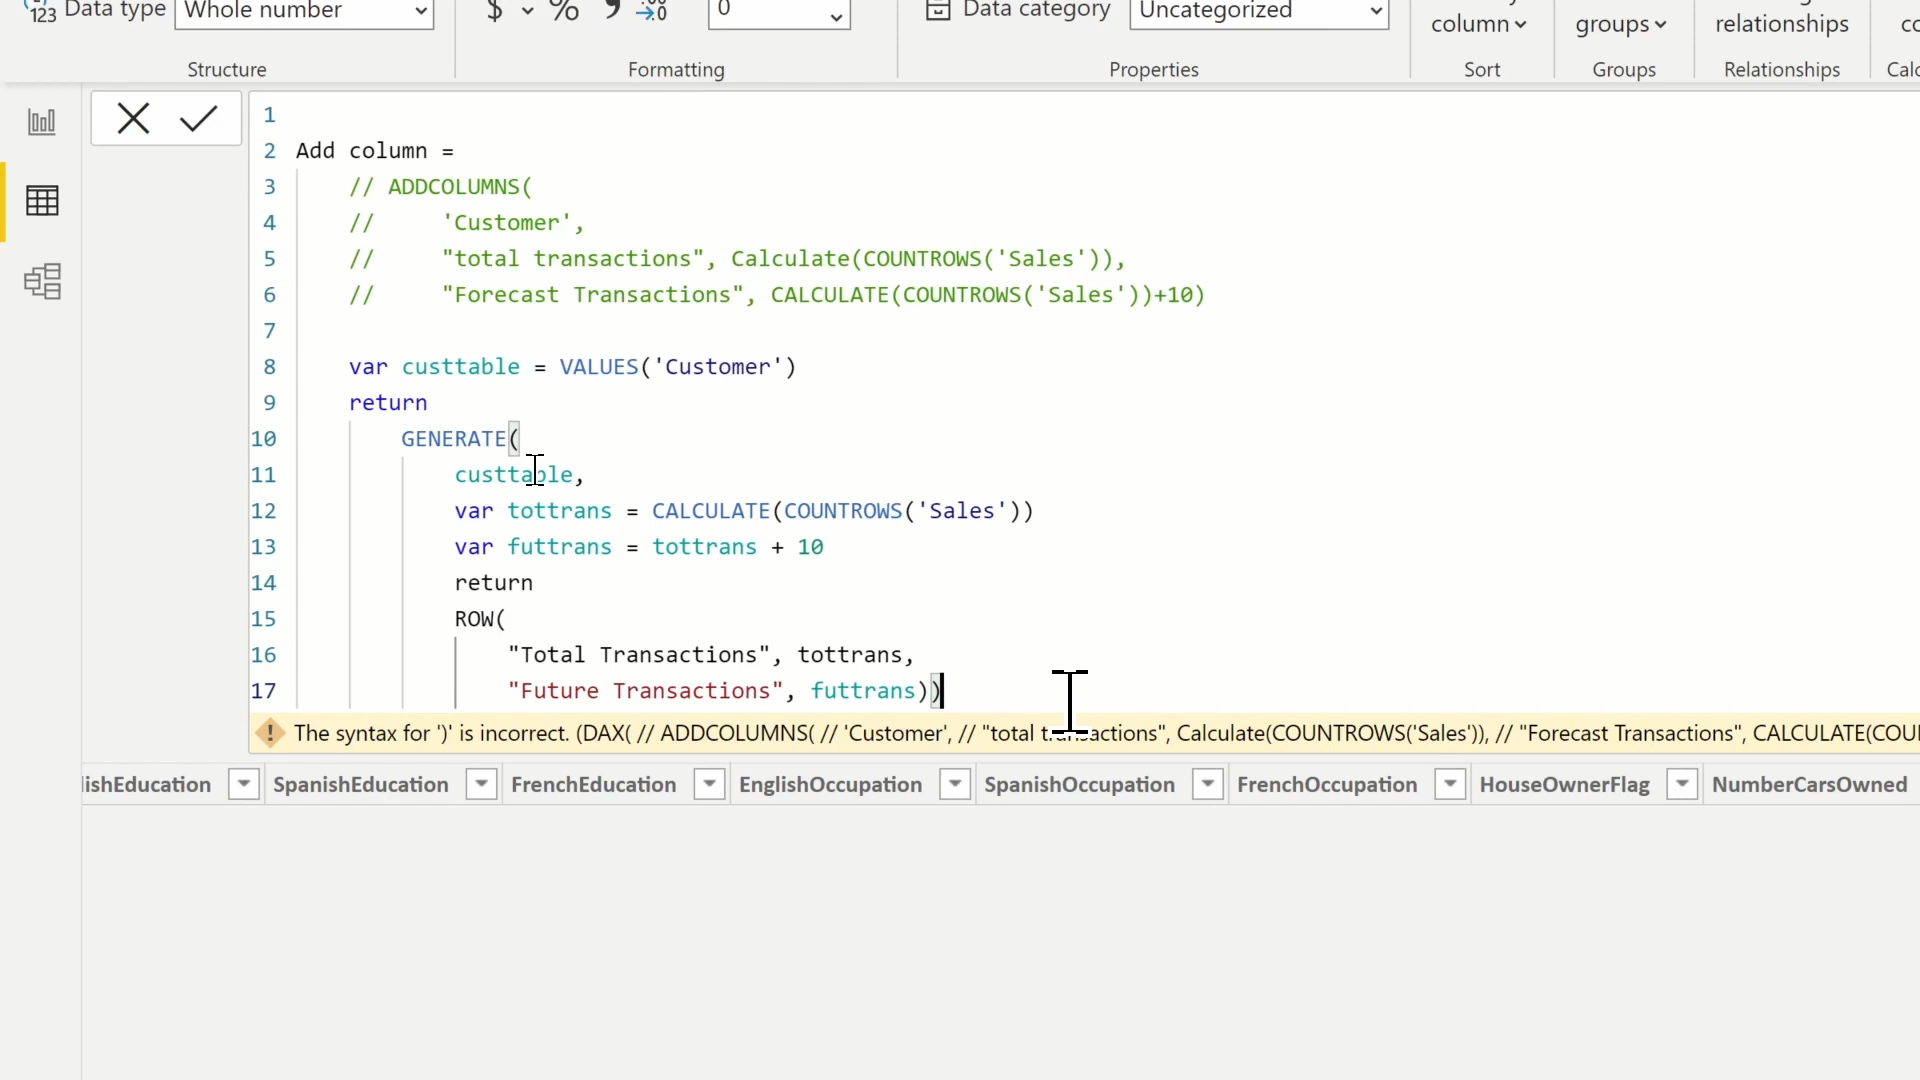 123 Data type Whole number
$ % 9 .00 0
Data category Uncategorized
column groups relationships
Structure Formatting Properties Sort Groups Relationships Calc
1
2 Add column =
3 // ADDCOLUMNS(
4 // 'Customer',
5 // "total transactions", Calculate(COUNTROWS('Sales')),
6 // "Forecast Transactions", CALCULATE(COUNTROWS('Sales'))+10)
7
8 var custtable = VALUES('Customer')
9 return
10 GENERATE(
11 custtable,
12 var tottrans = CALCULATE(COUNTROWS('Sales'))
13 var futtrans = tottrans + 10
14 return
15 ROW(
16 "Total Transactions", tottrans,
17 "Future Transactions", futtrans))
! The syntax for ')' is incorrect. (DAX( // ADDCOLUMNS( // 'Customer', // "total transactions", Calculate(COUNTROWS('Sales')), // "Forecast Transactions", CALCULATE(COU
lishEducation SpanishEducation FrenchEducation EnglishOccupation SpanishOccupation FrenchOccupation HouseOwnerFlag NumberCarsOwned